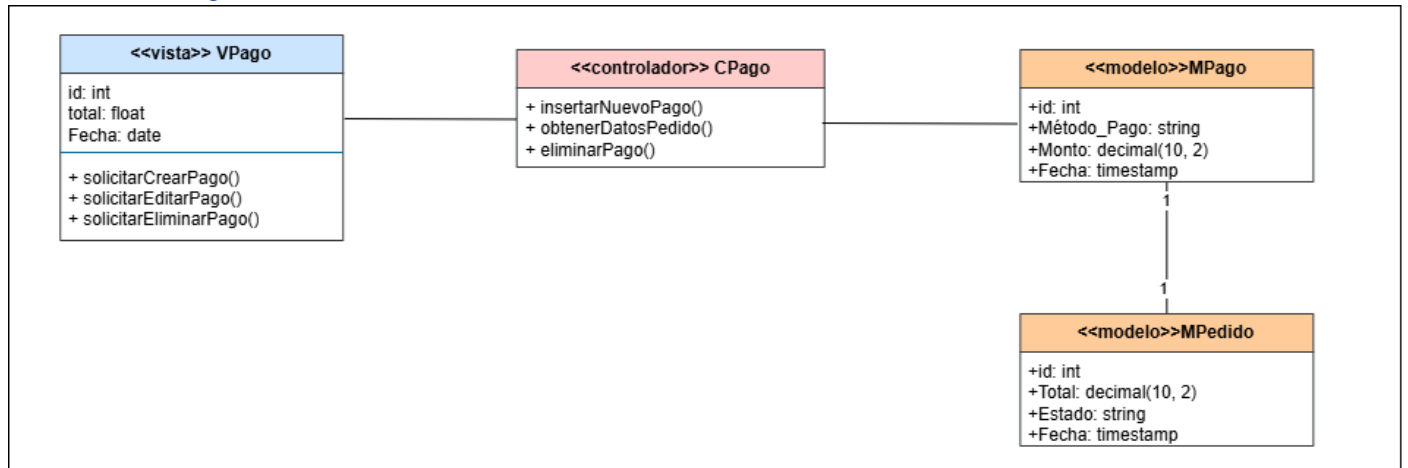 <<vista>> VPago
id: int
total: float
Fecha: date
+ solicitarCrearPago()
+ solicitarEditarPago()
+ solicitarEliminarPago()
<<controlador>> CPago
+ insertarNuevoPago()
+ obtenerDatosPedido()
+ eliminarPago()
<<modelo>>MPago
+id: int
+Método_Pago: string
+Monto: decimal(10, 2)
+Fecha: timestamp
1
1
<<modelo>>MPedido
+id: int
+Total: decimal(10, 2)
+Estado: string
+Fecha: timestamp